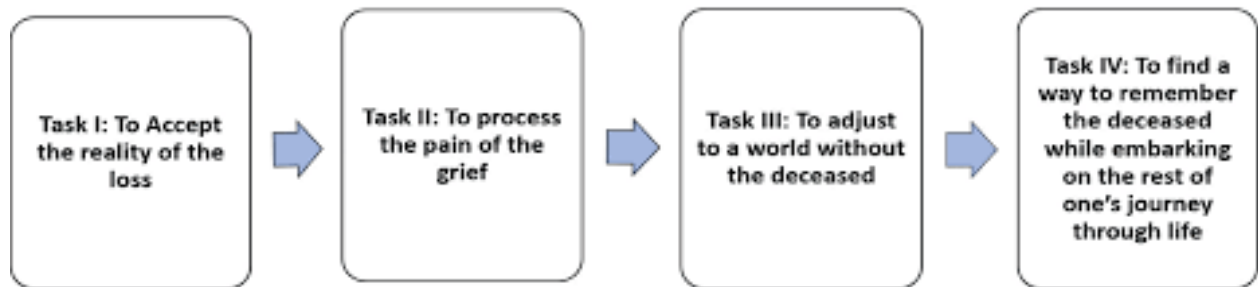 Task I: To Accept
the reality of the
loss
Task II: To process
the pain of the
grief
Task III: To adjust
to a world without
the deceased
Task IV: To find a
way to remember
the deceased
while embarking
on the rest of
one's journey
through life